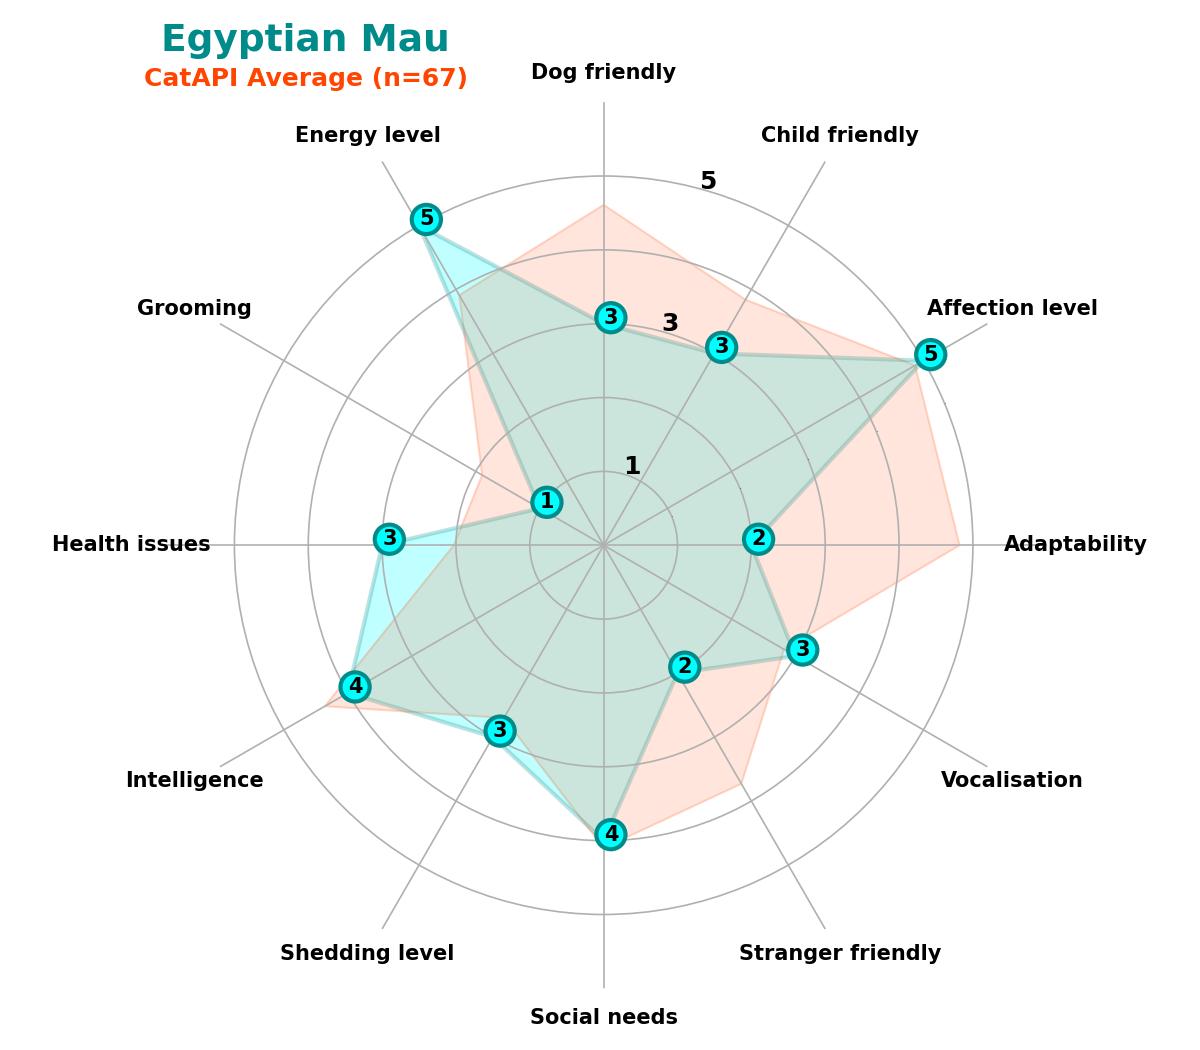 Egyptian Mau
CatAPI Average (n=67)
Dog friendly
Energy level
Child friendly
5
5
Grooming
3
3
3
Affection level
5
1
1
Health issues
3
2
Adaptability
4
3
2
3
Intelligence
4
Vocalisation
Shedding level
Stranger friendly
Social needs